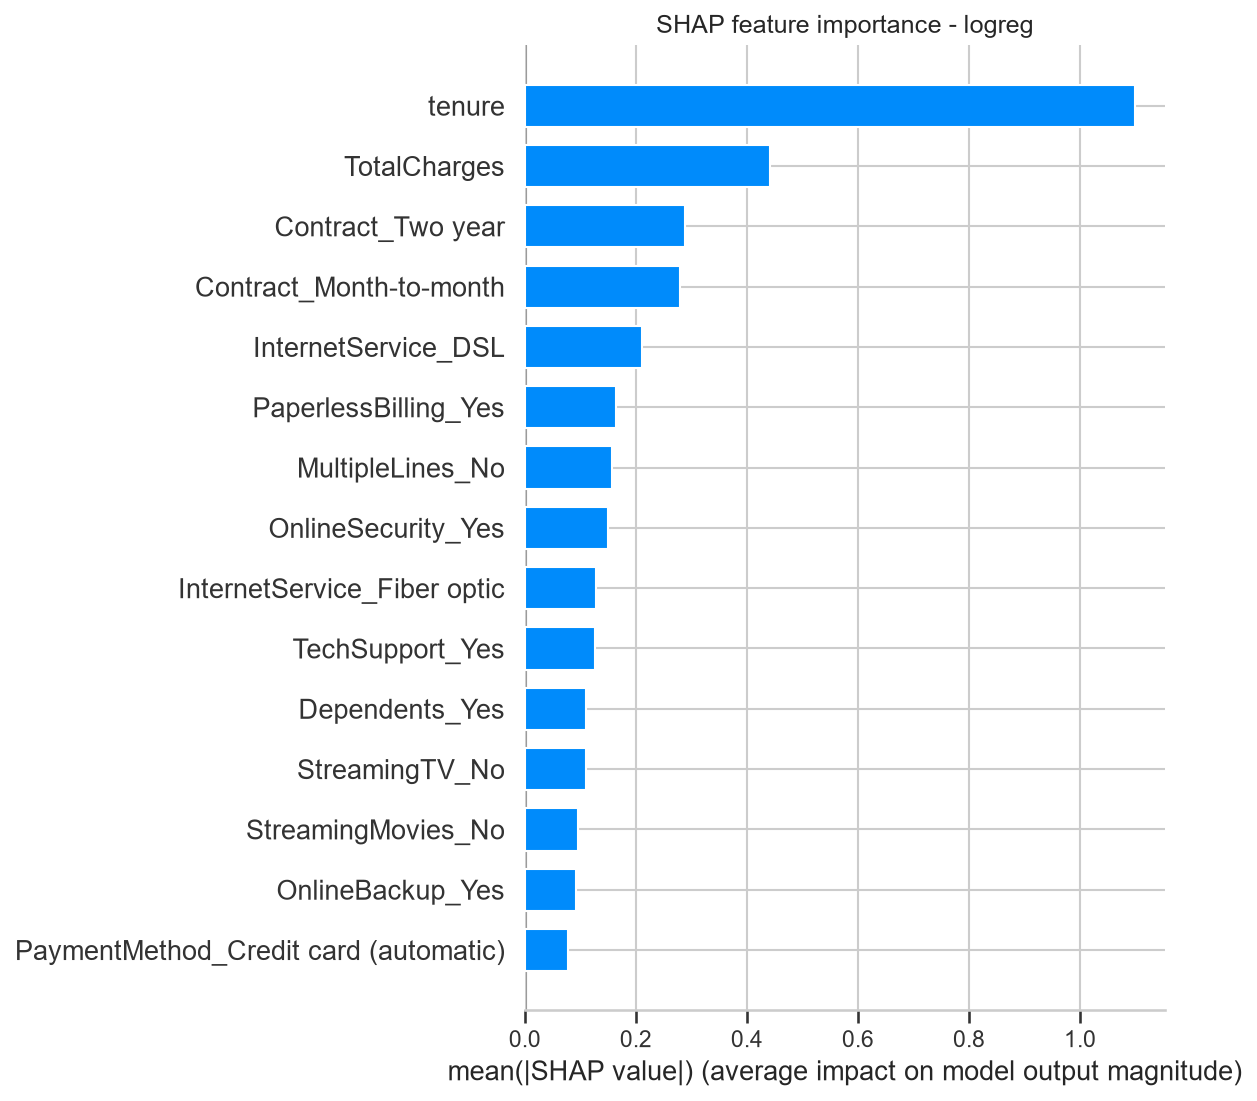 SHAP feature importance - logreg
tenure
TotalCharges
Contract_Two year
Contract_Month-to-month
InternetService_DSL
PaperlessBilling_Yes
MultipleLines_No
OnlineSecurity_Yes
InternetService_Fiber optic
TechSupport_Yes
Dependents_Yes
StreamingTV_No
StreamingMovies_No
OnlineBackup_Yes
PaymentMethod_Credit card (automatic)
0.0 0.2 0.4 0.6 0.8 1.0
mean(|SHAP value|) (average impact on model output magnitude)